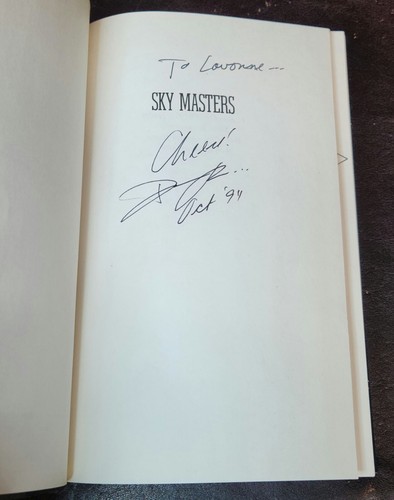 To Lavonne --
SKY MASTERS
Cheers!
Oct '91